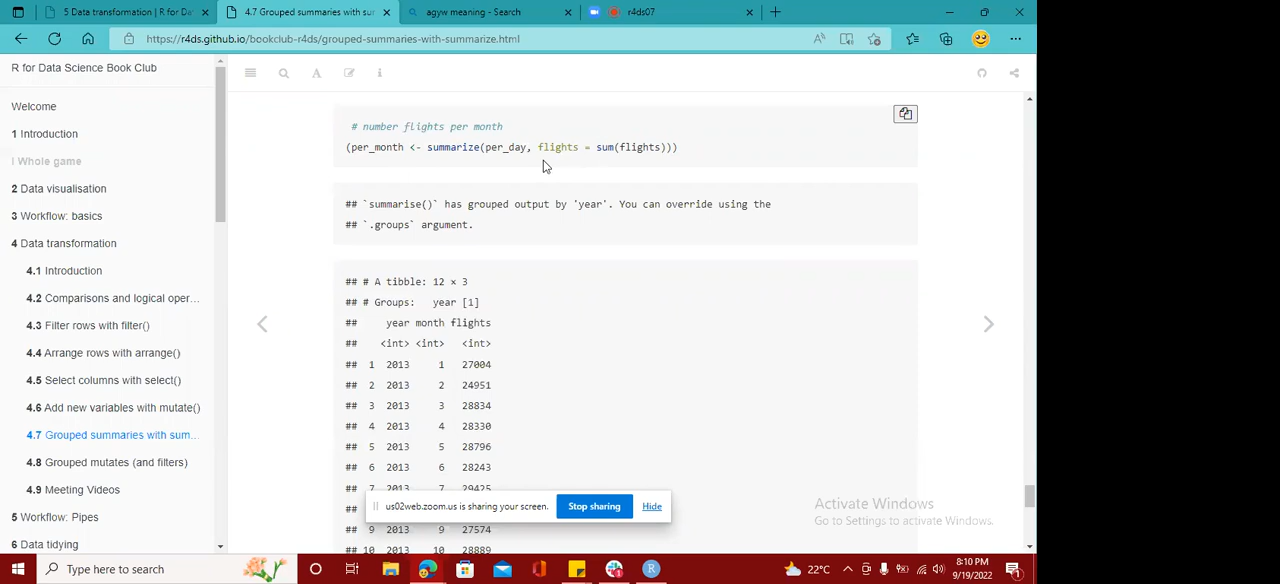 5 Data transformation | R for Dat
4.7 Grouped summaries with sum
agyw meaning - Search
r4ds07
https://r4ds.github.io/bookclub-r4ds/grouped-summaries-with-summarize.html
R for Data Science Book Club
Welcome
1 Introduction
I Whole game
2 Data visualisation
3 Workflow: basics
4 Data transformation
4.1 Introduction
4.2 Comparisons and logical oper...
4.3 Filter rows with filter()
4.4 Arrange rows with arrange()
4.5 Select columns with select()
4.6 Add new variables with mutate()
4.7 Grouped summaries with sum...
4.8 Grouped mutates (and filters)
4.9 Meeting Videos
5 Workflow: Pipes
6 Data tidying
# number flights per month
(per_month <- summarize(per_day, flights = sum(flights)))
## `summarise()` has grouped output by 'year'. You can override using the
## `.groups` argument.
## # A tibble: 12 × 3
## # Groups:   year [1]
##    year month flights
##   <int> <int>   <int>
##  1  2013     1   27004
##  2  2013     2   24951
##  3  2013     3   28834
##  4  2013     4   28330
##  5  2013     5   28796
##  6  2013     6   28243
##  7  2013     7   29425
##
##  9  2013     9   27574
## 10  2013    10   28889
us02web.zoom.us is sharing your screen.
Stop sharing
Hide
Activate Windows
Go to Settings to activate Windows.
Type here to search
22°C
8:10 PM
9/19/2022